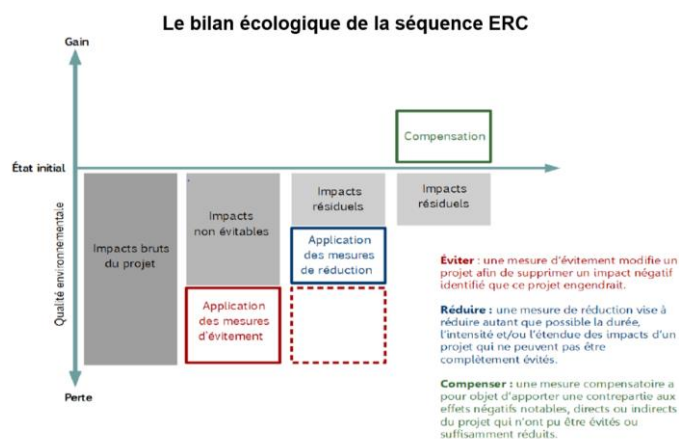 Le bilan écologique de la séquence ERC
Gain
État initial
Qualité environnementale
Perte
Impacts bruts
du projet
Impacts
non évitables
Application
des mesures
d'évitement
Impacts
résiduels
Application
des mesures
de réduction
Compensation
Impacts
résiduels
Éviter : une mesure d'évitement modifie un
projet afin de supprimer un impact négatif
identifié que ce projet engendrait.
Réduire : une mesure de réduction vise à
réduire autant que possible la durée,
l'intensité et/ou l'étendue des impacts d'un
projet qui ne peuvent pas être
complètement évités.
Compenser : une mesure compensatoire a
pour objet d'apporter une contrepartie aux
effets négatifs notables, directs ou indirects
du projet qui n'ont pu être évités ou
suffisamment réduits.